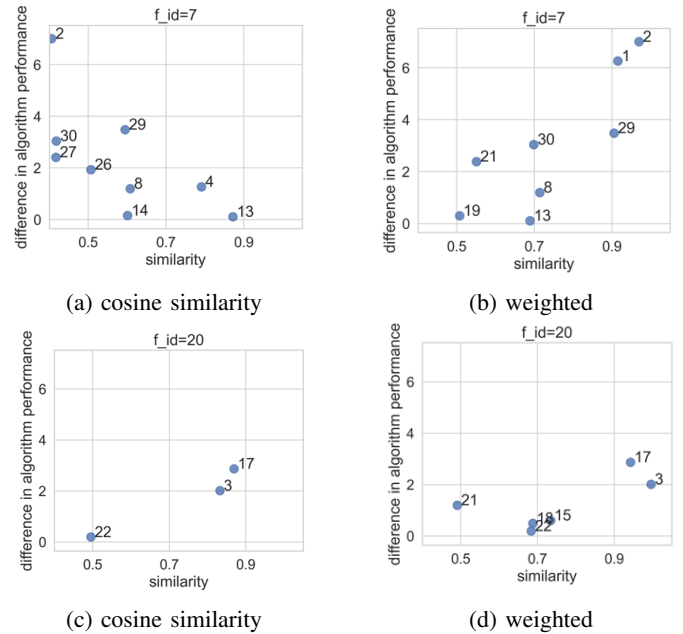 f_id=7
difference in algorithm performance
6
4
2
0
2
30
27
29
26
8
14
4
13
0.5 0.7 0.9
similarity
(a) cosine similarity
f_id=7
difference in algorithm performance
6
4
2
0
2
1
29
30
21
8
19
13
0.5 0.7 0.9
similarity
(b) weighted
f_id=20
difference in algorithm performance
6
4
2
0
17
3
22
0.5 0.7 0.9
similarity
(c) cosine similarity
f_id=20
difference in algorithm performance
6
4
2
0
17
3
21
15
22
0.5 0.7 0.9
similarity
(d) weighted